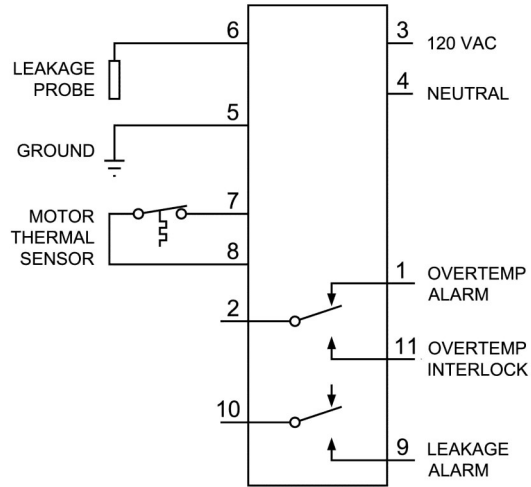 6
3
120 VAC
LEAKAGE
PROBE
4
NEUTRAL
5
GROUND
7
MOTOR
THERMAL
SENSOR
8
1
OVERTEMP
ALARM
2
11
OVERTEMP
INTERLOCK
10
9
LEAKAGE
ALARM